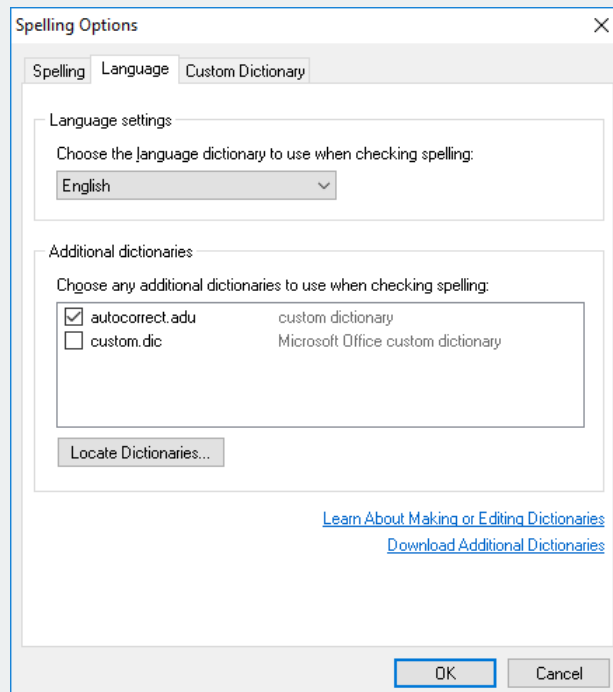 Spelling Options
Spelling Language Custom Dictionary
Language settings
Choose the language dictionary to use when checking spelling:
English
Additional dictionaries
Choose any additional dictionaries to use when checking spelling:
autocorrect.adu custom dictionary
custom.dic Microsoft Office custom dictionary
Locate Dictionaries...
Learn About Making or Editing Dictionaries
Download Additional Dictionaries
OK Cancel